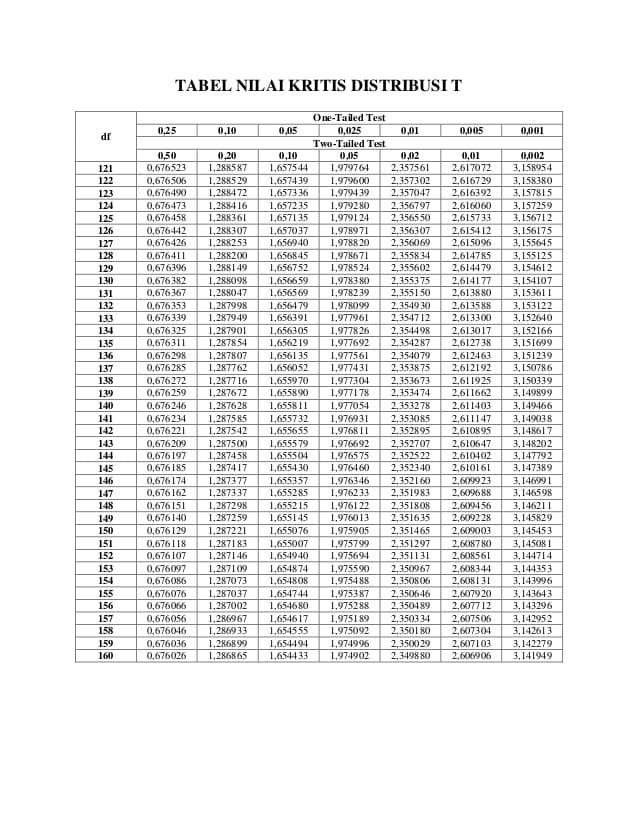 TABEL NILAI KRITIS DISTRIBUSI T
One-Tailed Test
df 0,25 0,10 0,05 0,025 0,01 0,005 0,001
Two-Tailed Test
0,50 0,20 0,10 0,05 0,02 0,01 0,002
121 0,676523 1,288587 1,657544 1,979764 2,357561 2,617072 3,158954
122 0,676506 1,288529 1,657439 1,979600 2,357302 2,616729 3,158380
123 0,676490 1,288472 1,657336 1,979439 2,357047 2,616392 3,157815
124 0,676473 1,288416 1,657235 1,979280 2,356797 2,616060 3,157259
125 0,676458 1,288361 1,657135 1,979124 2,356550 2,615733 3,156712
126 0,676442 1,288307 1,657037 1,978971 2,356307 2,615412 3,156175
127 0,676426 1,288253 1,656940 1,978820 2,356069 2,615096 3,155645
128 0,676411 1,288200 1,656845 1,978671 2,355834 2,614785 3,155125
129 0,676396 1,288149 1,656752 1,978524 2,355602 2,614479 3,154612
130 0,676382 1,288098 1,656659 1,978380 2,355375 2,614177 3,154107
131 0,676367 1,288047 1,656569 1,978239 2,355150 2,613880 3,153611
132 0,676353 1,287998 1,656479 1,978099 2,354930 2,613588 3,153122
133 0,676339 1,287949 1,656391 1,977961 2,354712 2,613300 3,152640
134 0,676325 1,287901 1,656305 1,977826 2,354498 2,613017 3,152166
135 0,676311 1,287854 1,656219 1,977692 2,354287 2,612738 3,151699
136 0,676298 1,287807 1,656135 1,977561 2,354079 2,612463 3,151239
137 0,676285 1,287762 1,656052 1,977431 2,353875 2,612192 3,150786
138 0,676272 1,287716 1,655970 1,977304 2,353673 2,611925 3,150339
139 0,676259 1,287672 1,655890 1,977178 2,353474 2,611662 3,149899
140 0,676246 1,287628 1,655811 1,977054 2,353278 2,611403 3,149466
141 0,676234 1,287585 1,655732 1,976931 2,353085 2,611147 3,149038
142 0,676221 1,287542 1,655655 1,976811 2,352895 2,610895 3,148617
143 0,676209 1,287500 1,655579 1,976692 2,352707 2,610647 3,148202
144 0,676197 1,287458 1,655504 1,976575 2,352522 2,610402 3,147792
145 0,676185 1,287417 1,655430 1,976460 2,352340 2,610161 3,147389
146 0,676174 1,287377 1,655357 1,976346 2,352160 2,609923 3,146991
147 0,676162 1,287337 1,655285 1,976233 2,351983 2,609688 3,146598
148 0,676151 1,287298 1,655215 1,976122 2,351808 2,609456 3,146211
149 0,676140 1,287259 1,655145 1,976013 2,351635 2,609228 3,145829
150 0,676129 1,287221 1,655076 1,975905 2,351465 2,609003 3,145453
151 0,676118 1,287183 1,655007 1,975799 2,351297 2,608780 3,145081
152 0,676107 1,287146 1,654940 1,975694 2,351131 2,608561 3,144714
153 0,676097 1,287109 1,654874 1,975590 2,350967 2,608344 3,144353
154 0,676086 1,287073 1,654808 1,975488 2,350806 2,608131 3,143996
155 0,676076 1,287037 1,654744 1,975387 2,350646 2,607920 3,143643
156 0,676066 1,287002 1,654680 1,975288 2,350489 2,607712 3,143296
157 0,676056 1,286967 1,654617 1,975189 2,350334 2,607506 3,142952
158 0,676046 1,286933 1,654555 1,975092 2,350180 2,607304 3,142613
159 0,676036 1,286899 1,654494 1,974996 2,350029 2,607103 3,142279
160 0,676026 1,286865 1,654433 1,974902 2,349880 2,606906 3,141949